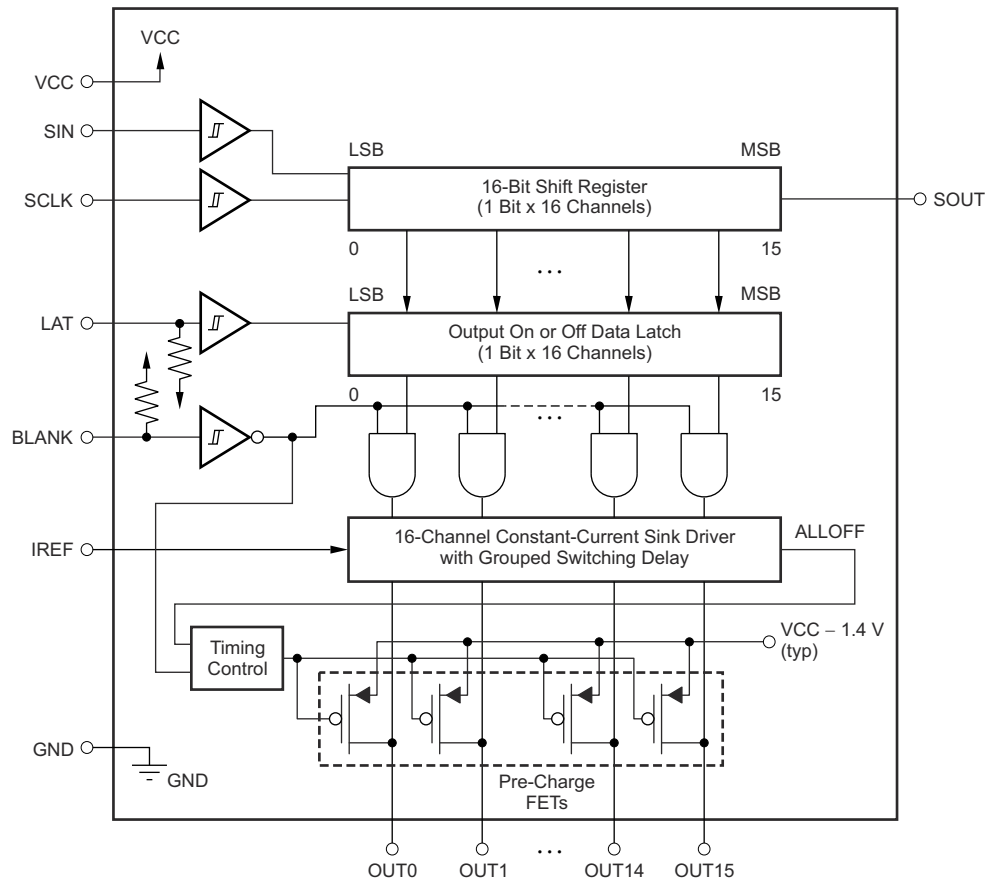 VCC
VCC
SIN
LSB
MSB
16-Bit Shift Register
(1 Bit x 16 Channels)
SCLK
SOUT
0
15
...
LSB
MSB
LAT
Output On or Off Data Latch
(1 Bit x 16 Channels)
0
15
...
BLANK
16-Channel Constant-Current Sink Driver
with Grouped Switching Delay
ALLOFF
IREF
VCC – 1.4 V
(typ)
Timing
Control
GND
GND
Pre-Charge
FETs
OUT0
OUT1
...
OUT14
OUT15